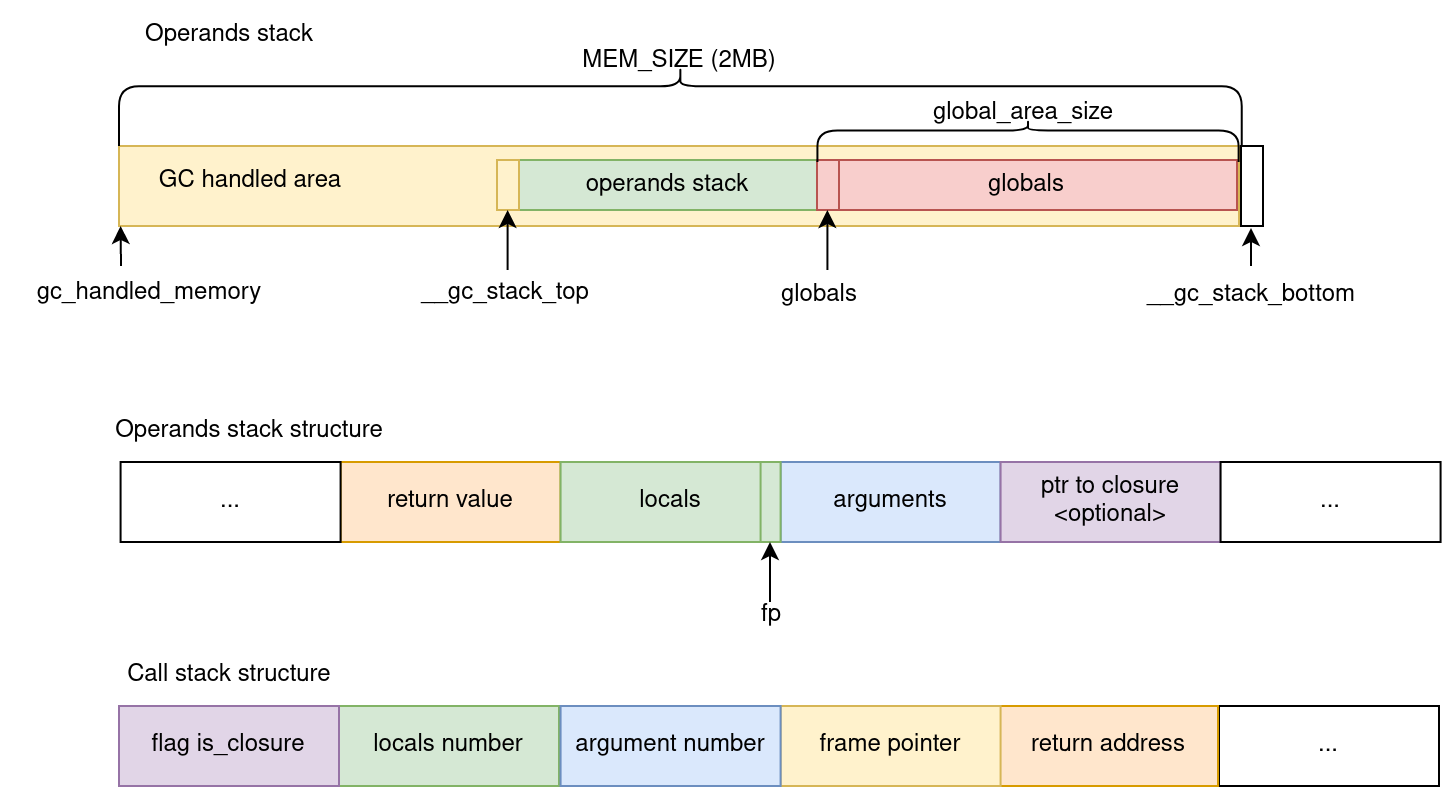 Operands stack
MEM_SIZE (2MB)
global_area_size
GC handled area
operands stack
globals
gc_handled_memory
__gc_stack_top
globals
__gc_stack_bottom
Operands stack structure
...
return value
locals
arguments
ptr to closure
<optional>
...
fp
Call stack structure
flag is_closure
locals number
argument number
frame pointer
return address
...